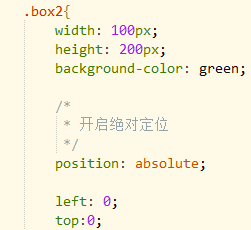 .box2{
width: 100px;
height: 200px;
background-color: green;
/*
* 开启绝对定位
*/
position: absolute;
left: 0;
top:0;